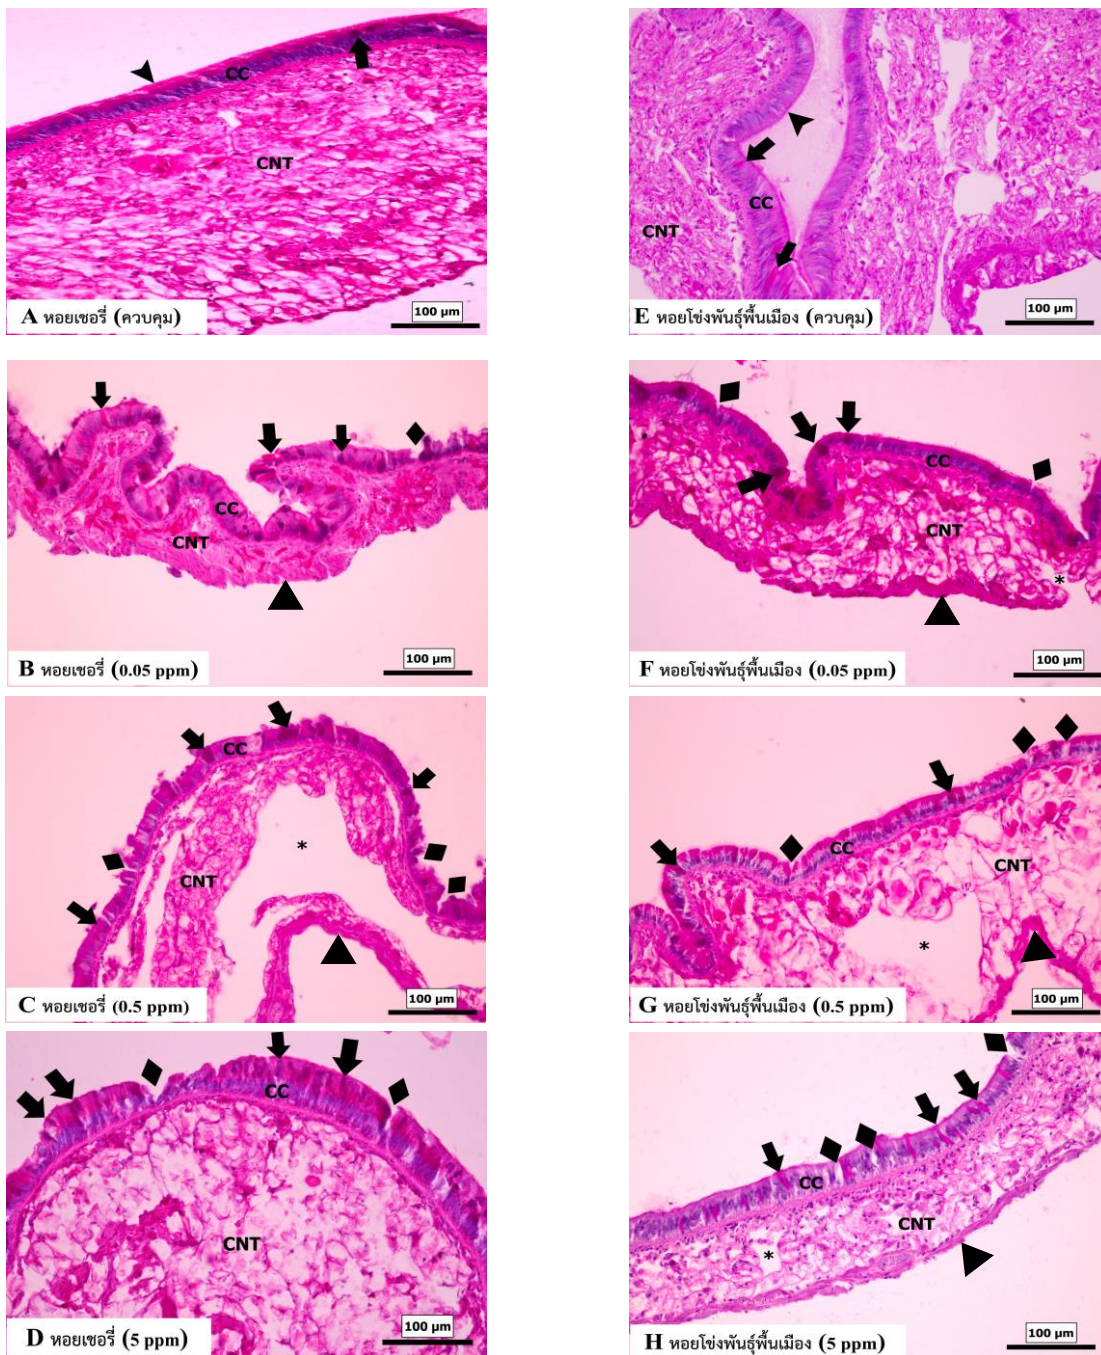 CC
CNT
A หอยเชอรี่ (ควบคุม)
100 µm
CC
CNT
E หอยโข่งพันธุ์พื้นเมือง (ควบคุม)
100 µm
CC
CNT
B หอยเชอรี่ (0.05 ppm)
100 µm
CC
CNT
*
F หอยโข่งพันธุ์พื้นเมือง (0.05 ppm)
100 µm
CC
*
CNT
C หอยเชอรี่ (0.5 ppm)
100 µm
CC
CNT
*
G หอยโข่งพันธุ์พื้นเมือง (0.5 ppm)
100 µm
CC
CNT
D หอยเชอรี่ (5 ppm)
100 µm
CC
CNT
*
H หอยโข่งพันธุ์พื้นเมือง (5 ppm)
100 µm